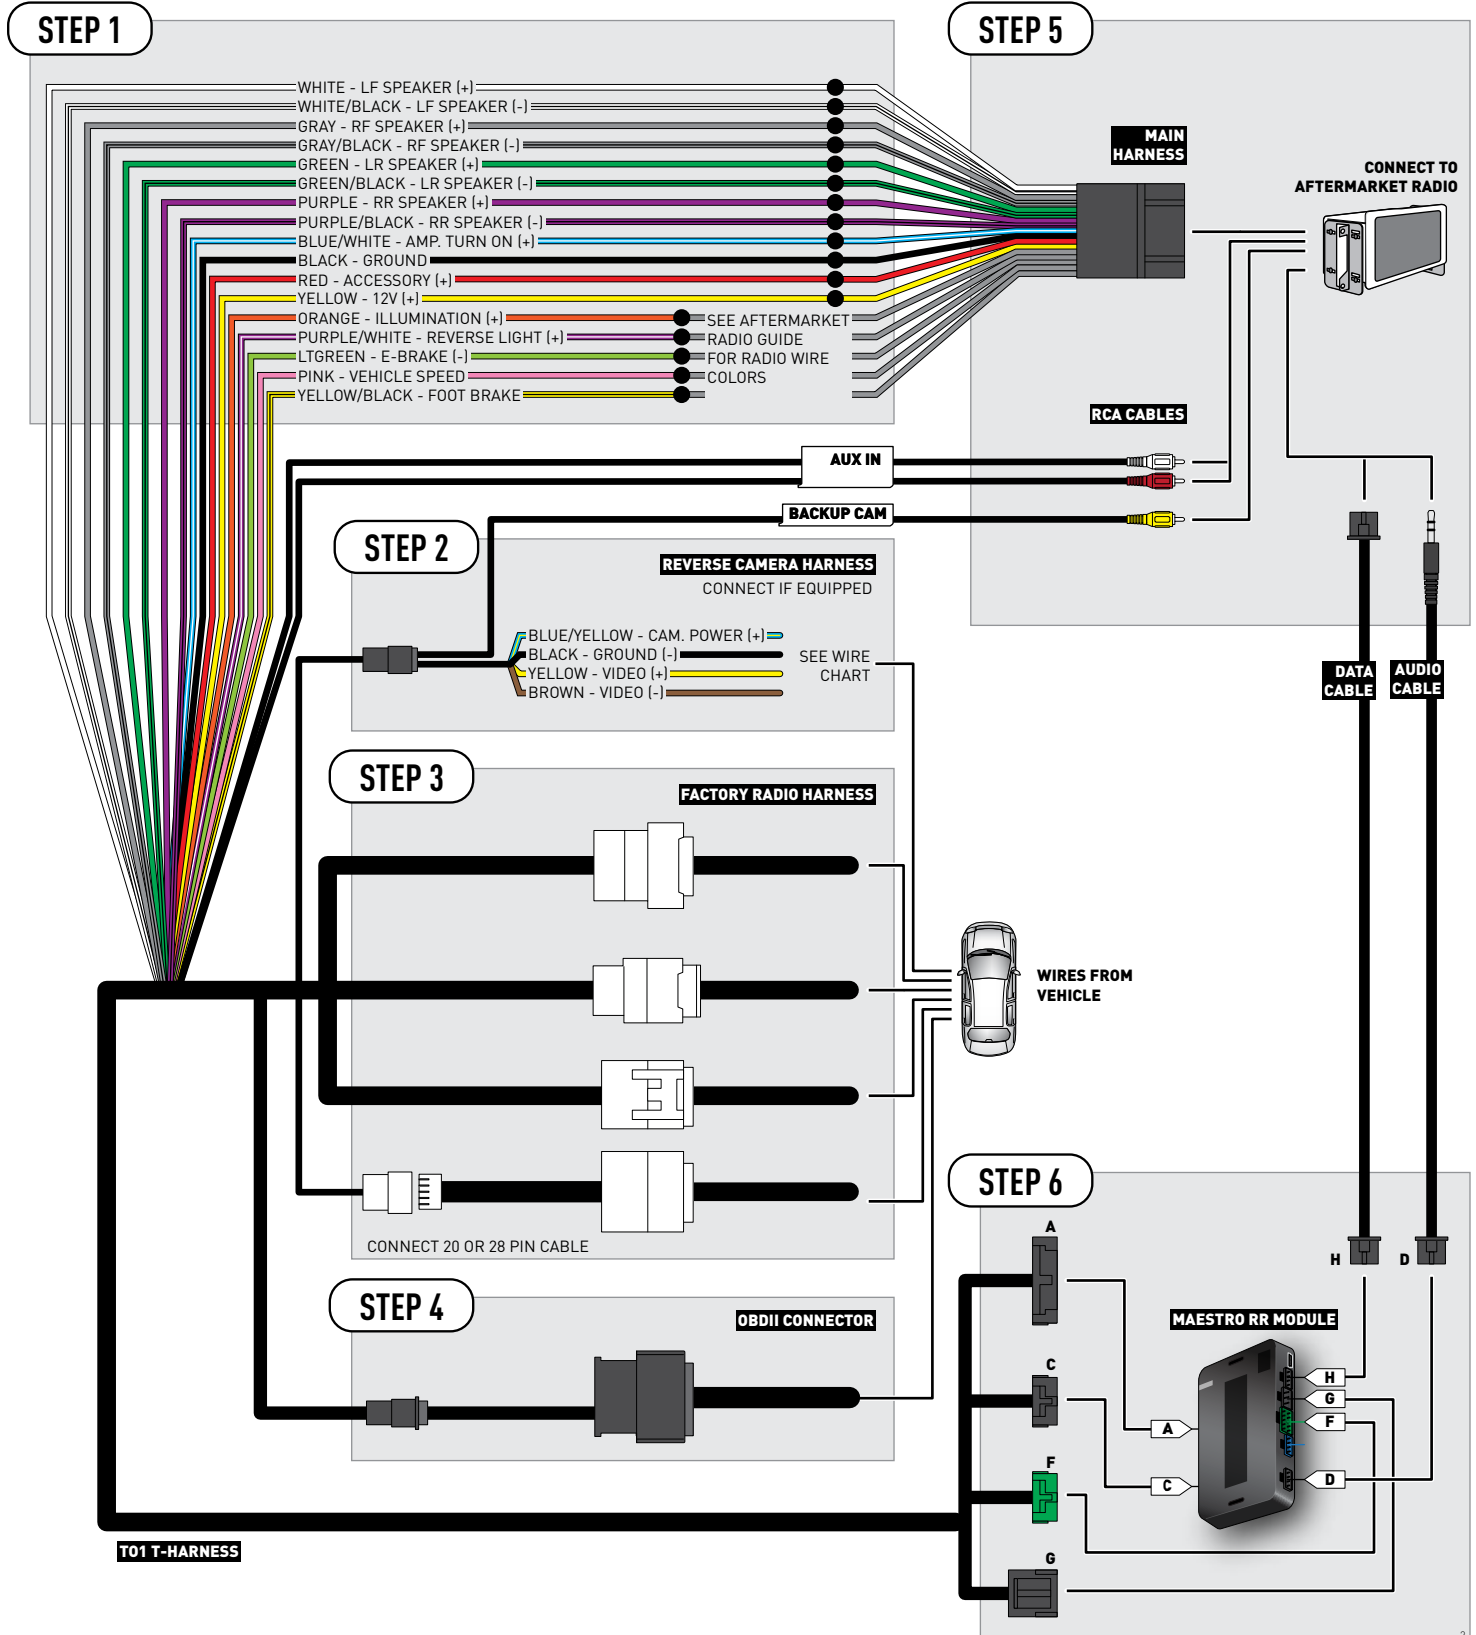 STEP 1
WHITE - LF SPEAKER (+)
WHITE/BLACK - LF SPEAKER (-)
GRAY - RF SPEAKER (+)
GRAY/BLACK - RF SPEAKER (-)
GREEN - LR SPEAKER (+)
GREEN/BLACK - LR SPEAKER (-)
PURPLE - RR SPEAKER (+)
PURPLE/BLACK - RR SPEAKER (-)
BLUE/WHITE - AMP. TURN ON (+)
BLACK - GROUND
RED - ACCESSORY (+)
YELLOW - 12V (+)
ORANGE - ILLUMINATION (+)
PURPLE/WHITE - REVERSE LIGHT (+)
LTGREEN - E-BRAKE (-)
PINK - VEHICLE SPEED
YELLOW/BLACK - FOOT BRAKE
SEE AFTERMARKET
RADIO GUIDE
FOR RADIO WIRE
COLORS
STEP 5
MAIN
HARNESS
CONNECT TO
AFTERMARKET RADIO
RCA CABLES
AUX IN
BACKUP CAM
DATA
CABLE
AUDIO
CABLE
STEP 2
REVERSE CAMERA HARNESS
CONNECT IF EQUIPPED
BLUE/YELLOW - CAM. POWER (+)
BLACK - GROUND (-)
YELLOW - VIDEO (+)
BROWN - VIDEO (-)
SEE WIRE
CHART
STEP 3
FACTORY RADIO HARNESS
WIRES FROM
VEHICLE
CONNECT 20 OR 28 PIN CABLE
STEP 4
OBDII CONNECTOR
T01 T-HARNESS
STEP 6
A
H
D
MAESTRO RR MODULE
C
H
G
F
A
F
C
D
G
2